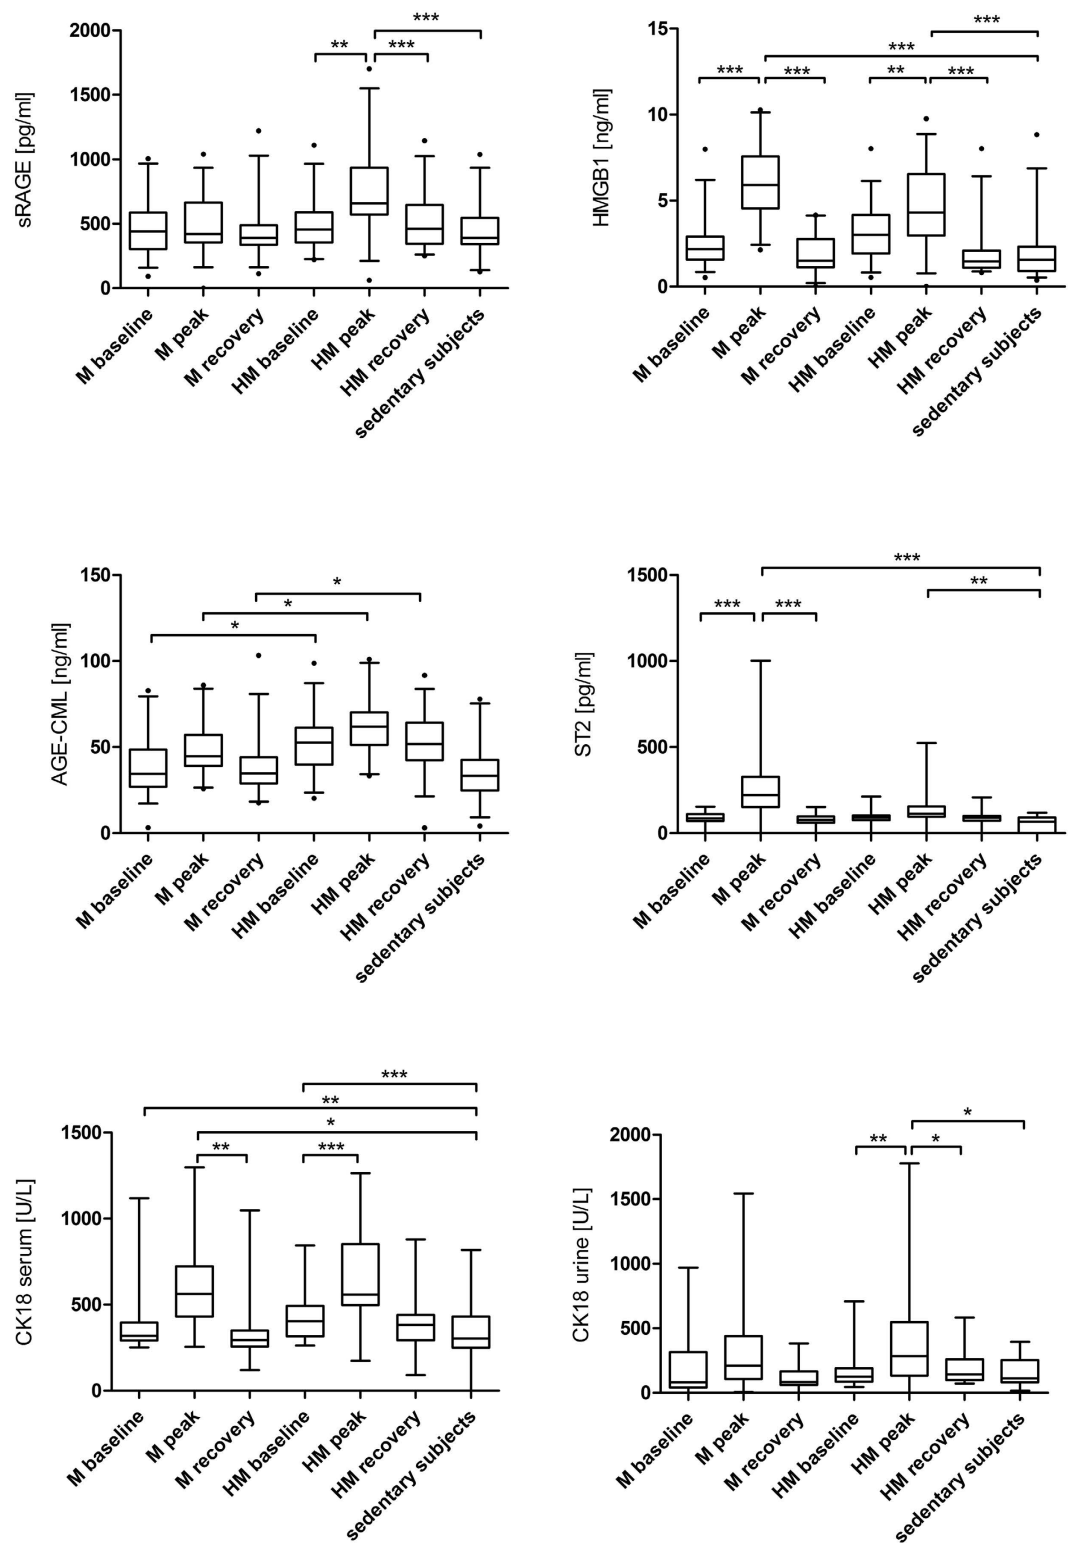 sRAGE [pg/ml]
2000
1500
1000
500
0
***
** ***
M baseline
M peak
M recovery
HM baseline
HM peak
HM recovery
sedentary subjects
HMGB1 [ng/ml]
15
10
5
0
***
***
*** *** ** ***
M baseline
M peak
M recovery
HM baseline
HM peak
HM recovery
sedentary subjects
AGE-CML [ng/ml]
150
100
50
0
*
*
*
M baseline
M peak
M recovery
HM baseline
HM peak
HM recovery
sedentary subjects
ST2 [pg/ml]
1500
1000
500
0
***
**
*** ***
M baseline
M peak
M recovery
HM baseline
HM peak
HM recovery
sedentary subjects
CK18 serum [U/L]
1500
1000
500
0
***
**
*
** ***
M baseline
M peak
M recovery
HM baseline
HM peak
HM recovery
sedentary subjects
CK18 urine [U/L]
2000
1500
1000
500
0
*
** *
M baseline
M peak
M recovery
HM baseline
HM peak
HM recovery
sedentary subjects